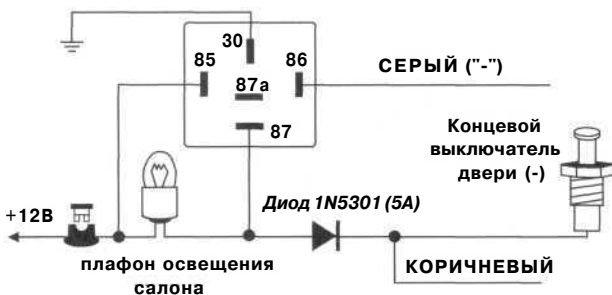 30
85
86
87a
87
СЕРЫЙ ("-")
Концевой
выключатель
двери (-)
+12В
Диод 1N5301 (5А)
плафон освещения
салона
КОРИЧНЕВЫЙ